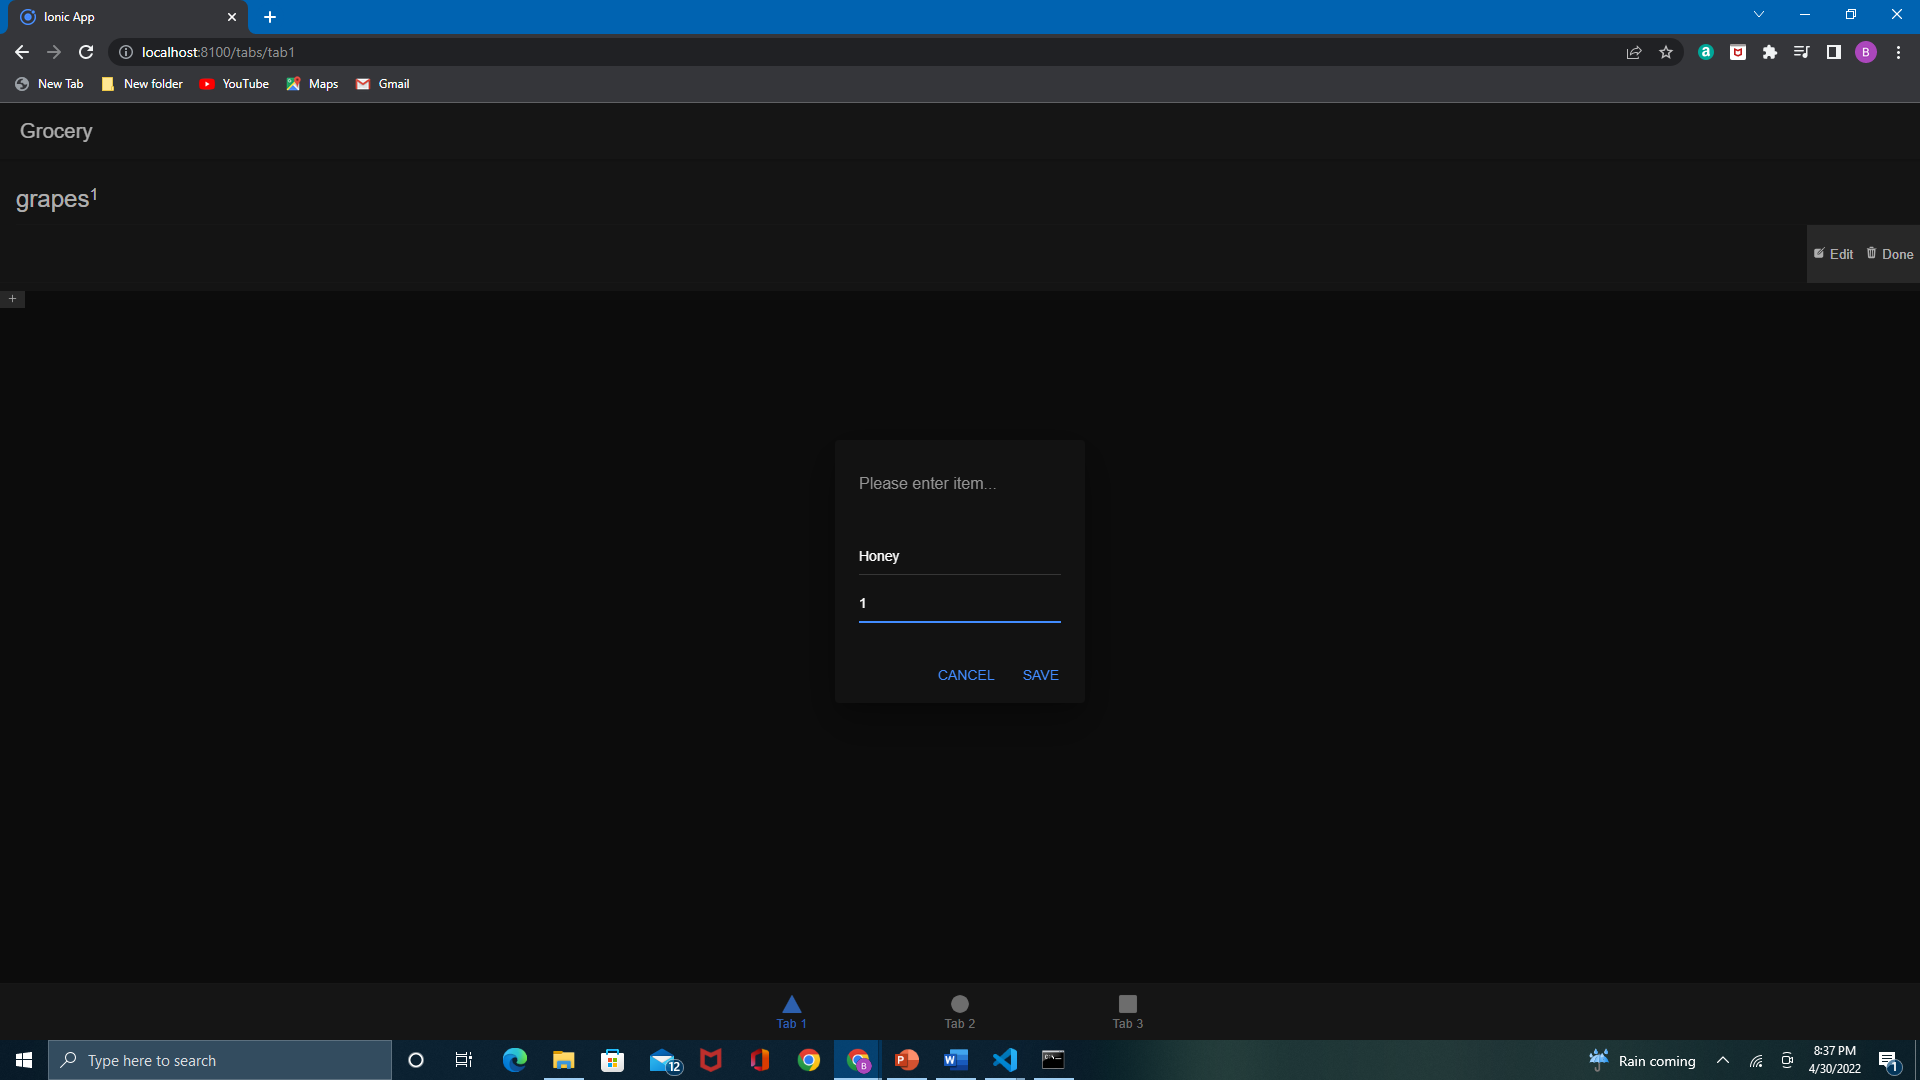 Ionic App
localhost:8100/tabs/tab1
a
B
New Tab
New folder
YouTube
Maps
Gmail
Grocery
grapes1
Edit
Done
+
Please enter item...
Honey
1
CANCEL
SAVE
Tab 1
Tab 2
Tab 3
Type here to search
12
B
P
W
Rain coming
8:37 PM
4/30/2022
1